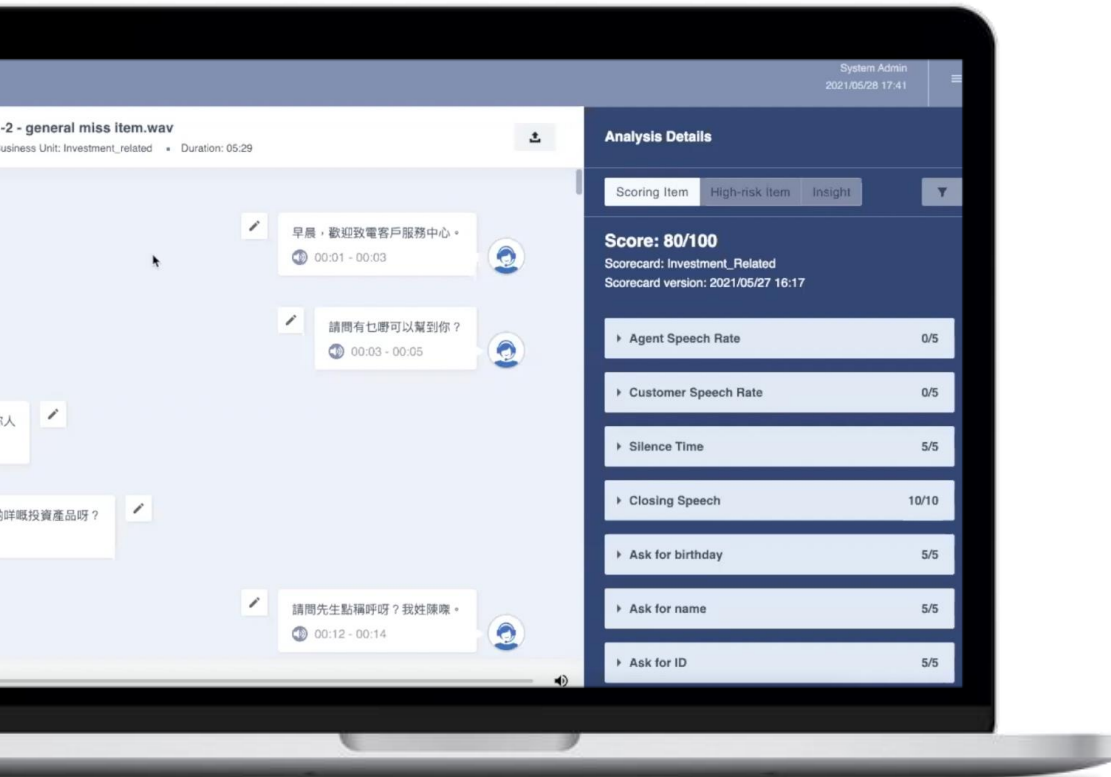 System Admin
2021/05/28 17:41
-2 - general miss item.wav
Business Unit: Investment_related • Duration: 05:29
早晨，歡迎致電客戶服務中心。
00:01 - 00:03
請問有乜嘢可以幫到你？
00:03 - 00:05
人
咩嘅投資產品呀？
請問先生點稱呼呀？我姓陳㗎。
00:12 - 00:14
Analysis Details
Scoring Item High-risk Item Insight
Score: 80/100
Scorecard: Investment_Related
Scorecard version: 2021/05/27 16:17
Agent Speech Rate 0/5
Customer Speech Rate 0/5
Silence Time 5/5
Closing Speech 10/10
Ask for birthday 5/5
Ask for name 5/5
Ask for ID 5/5